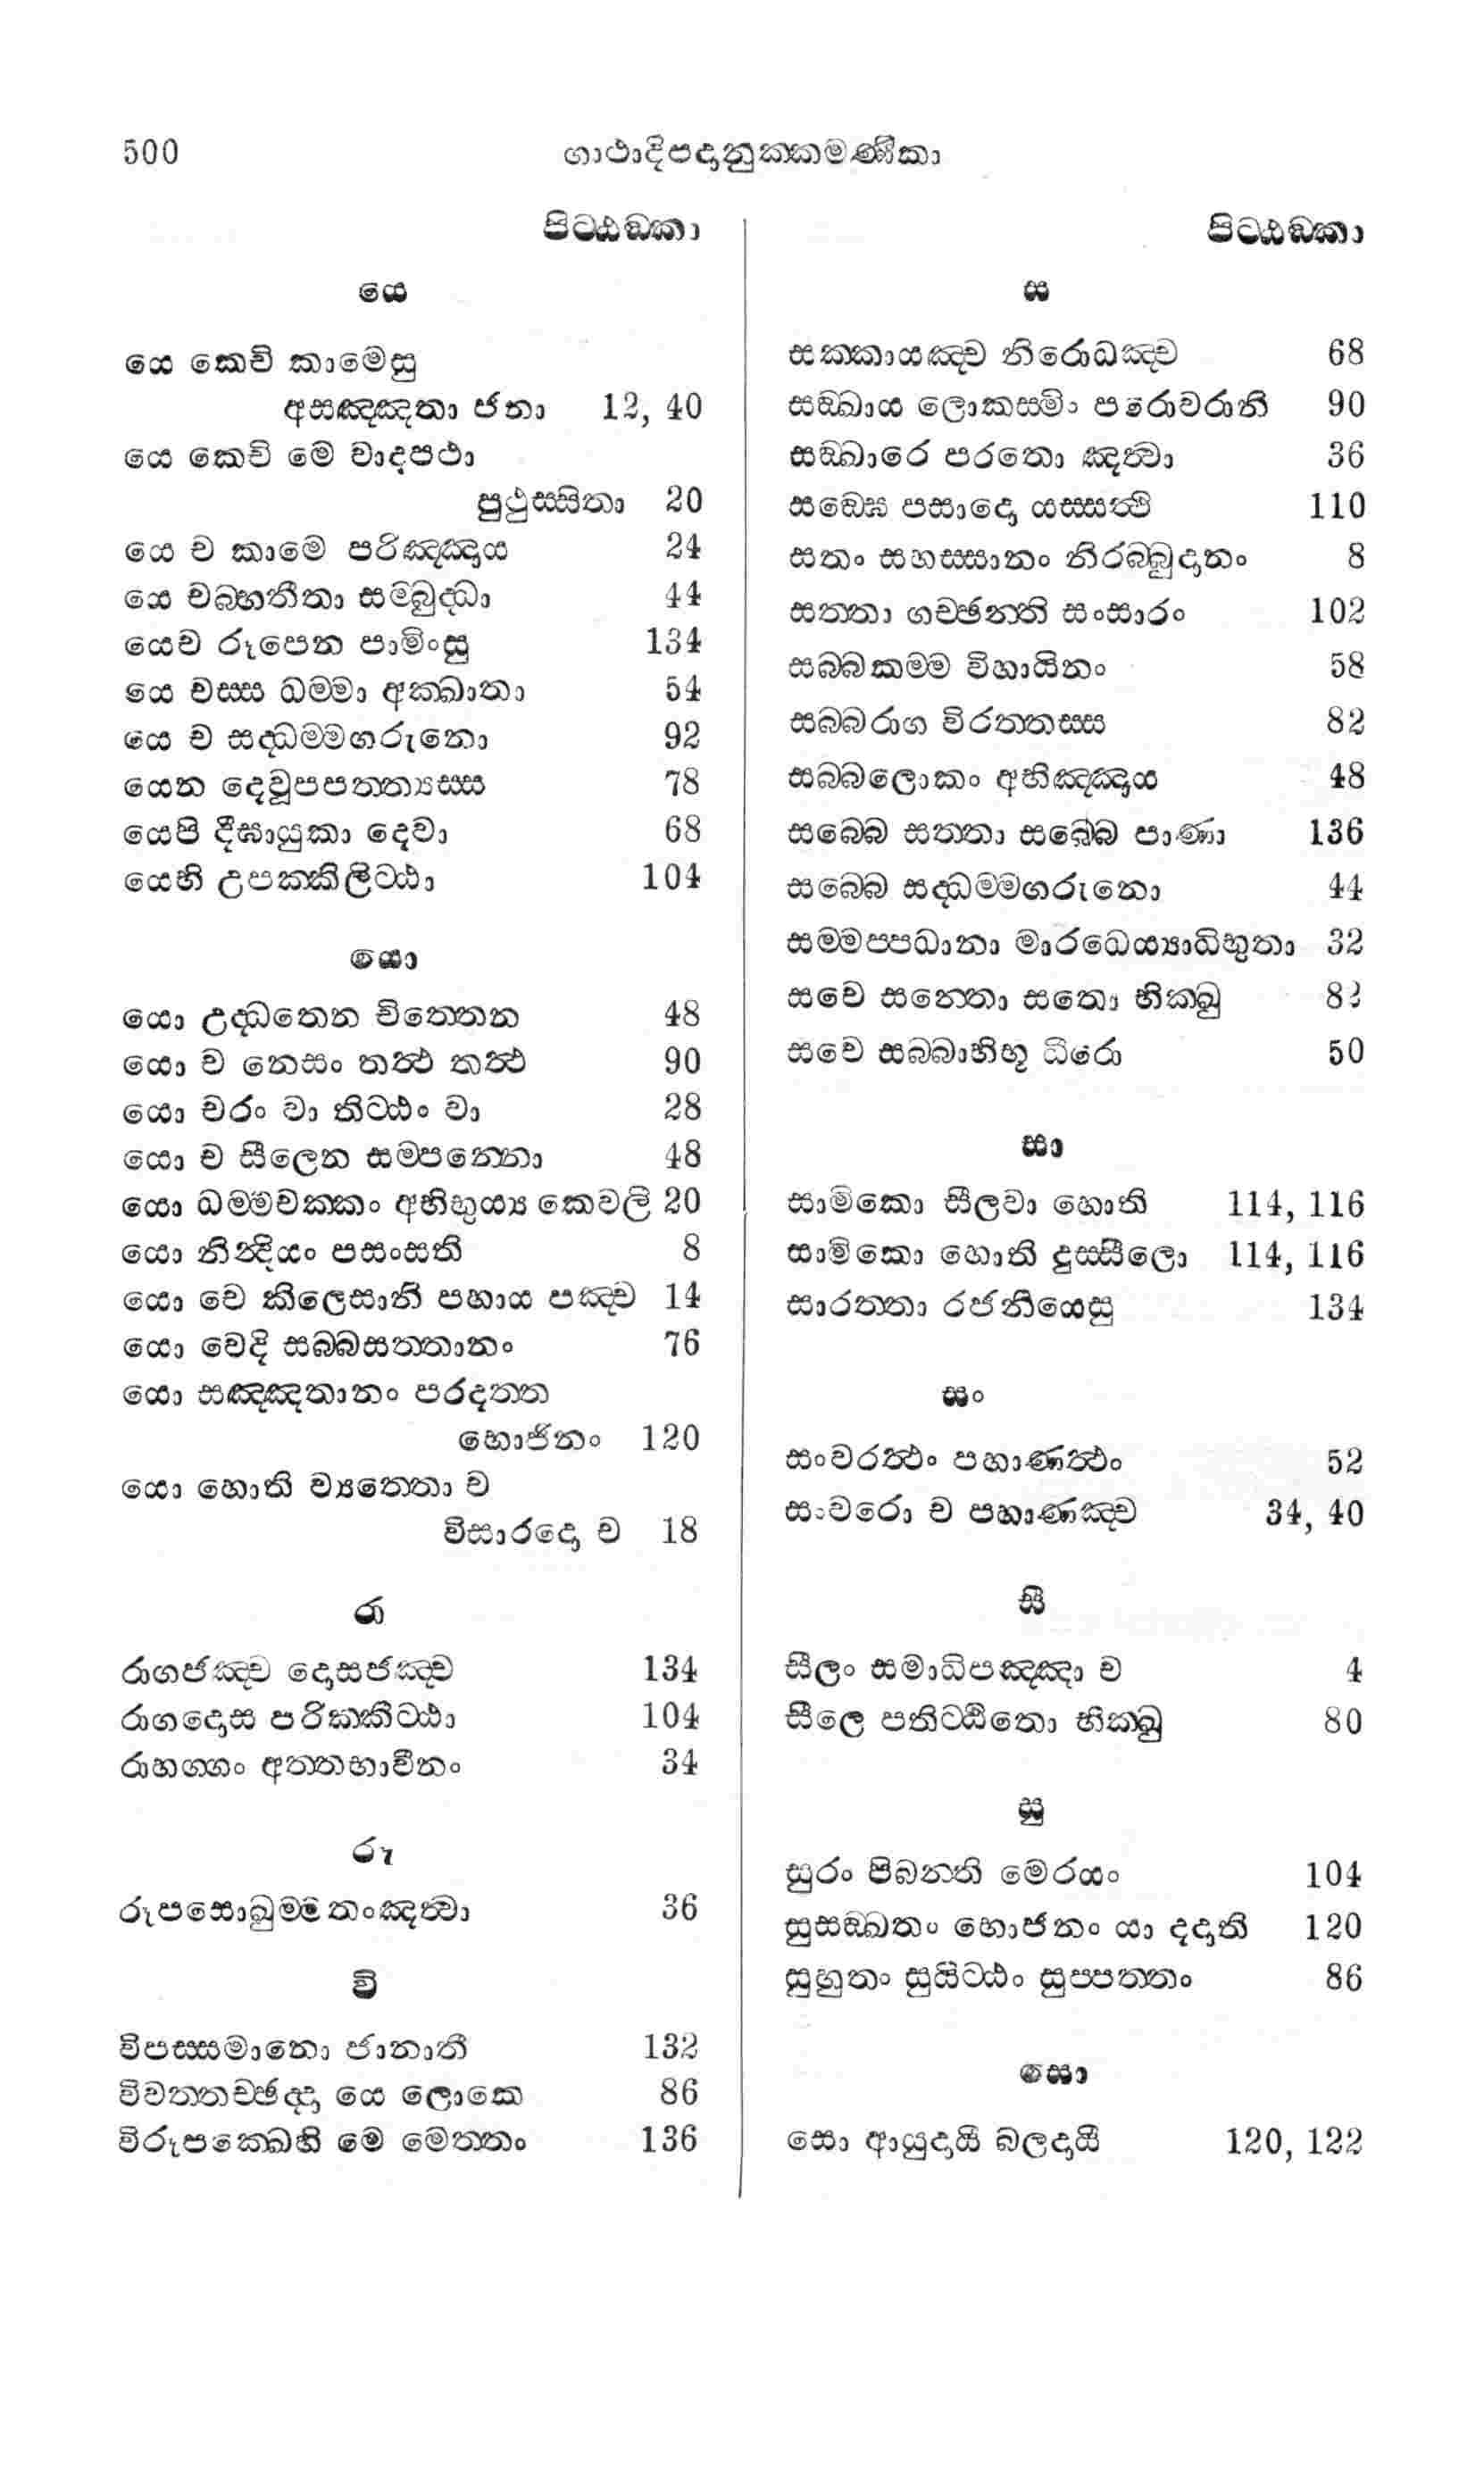 500
ගාථාදිපදානුක්කමණිකා
පිට්ඨඞ්කා
යෙ
යෙ කෙචි කාමෙසු
අසඤ්ඤතා ජනා 12, 40
යෙ කෙචි මෙ වාදපථා
පුථුස්සිතා 20
යෙ ච කාමෙ පරිඤ්ඤාය 24
යෙ චබ්භතීතා සම්බුද්ධා 44
යෙච රූපෙන පාමිංසු 134
යෙ චස්ස ධම්මා අක්ඛාතා 54
යෙ ච සද්ධම්මගරුනො 92
යෙන දෙවූපපත්ත්‍යස්ස 78
යෙපි දීඝායුකා දෙවා 68
යෙහි උපක්කිලිට්ඨා 104
යො
යො උද්ධතෙන චිත්තෙන 48
යො ච නෙසං තත්‍ථ තත්‍ථ 90
යො චරං වා තිට්ඨං වා 28
යො ච සීලෙන සම්පන්නො 48
යො ධම්මචක්කං අභිභුය්‍ය කෙවලි 20
යො නින්දියං පසංසති 8
යො වෙ කිලෙසානි පහාය පඤ්ච 14
යො වෙදි සබ්බසත්තානං 76
යො සඤ්ඤතානං පරදත්ත
භොජිනං 120
යො හොති ව්‍යත්තො ච
විසාරදො ච 18
රා
රාගජඤ්ච දොසජඤ්ච 134
රාගදොස පරික්කිට්ඨා 104
රාහග්ගං අත්තභාවීනං 34
රූ
රූපසොඛුම්මතංඤත්‍වා 36
වි
විපස්සමානො ජානාති 132
විවත්තච්ඡද්දා යෙ ලොකෙ 86
විරූපක්ඛෙහි මෙ මෙත්තං 136
පිට්ඨඞ්කා
ස
සක්කායඤ්ච නිරොධඤ්ච 68
සඞ්ඛාය ලොකස්මිං පරොවරානි 90
සඞ්ඛාරෙ පරතො ඤත්‍වා 36
සඞ්ඝෙ පසාදො යස්සත්‍ථි 110
සතං සහස්සානං නිරබ්බුදානං 8
සත්තා ගච්ඡන්ති සංසාරං 102
සබ්බකම්ම විහායිනං 58
සබ්බරාග විරත්තස්ස 82
සබ්බලොකං අභිඤ්ඤාය 48
සබ්බෙ සත්තා සබ්බෙ පාණා 136
සබ්බෙ සද්ධම්මගරුනො 44
සම්මප්පධානා මාරධෙය්‍යාධිභුතා 32
සවෙ සන්තො සතො භික්ඛු 82
සවෙ සබ්බාභිභූ ධීරො 50
සා
සාමිකො සීලවා හොති 114, 116
සාමිකො හොති දුස්සීලො 114, 116
සාරත්තා රජනීයෙසු 134
සං
සංවරත්‍ථං පහාණත්‍ථං 52
සංවරො ච පහාණඤ්ච 34, 40
සී
සීලං සමාධිපඤ්ඤා ච 4
සීලෙ පතිට්ඨිතො භික්ඛු 80
සු
සුරං පිබන්ති මෙරයං 104
සුසඞ්ඛතං භොජනං යා දදාති 120
සුහුතං සුයිට්ඨං සුප්පත්තං 86
සො
සො ආයුදායී බලදායී 120, 122